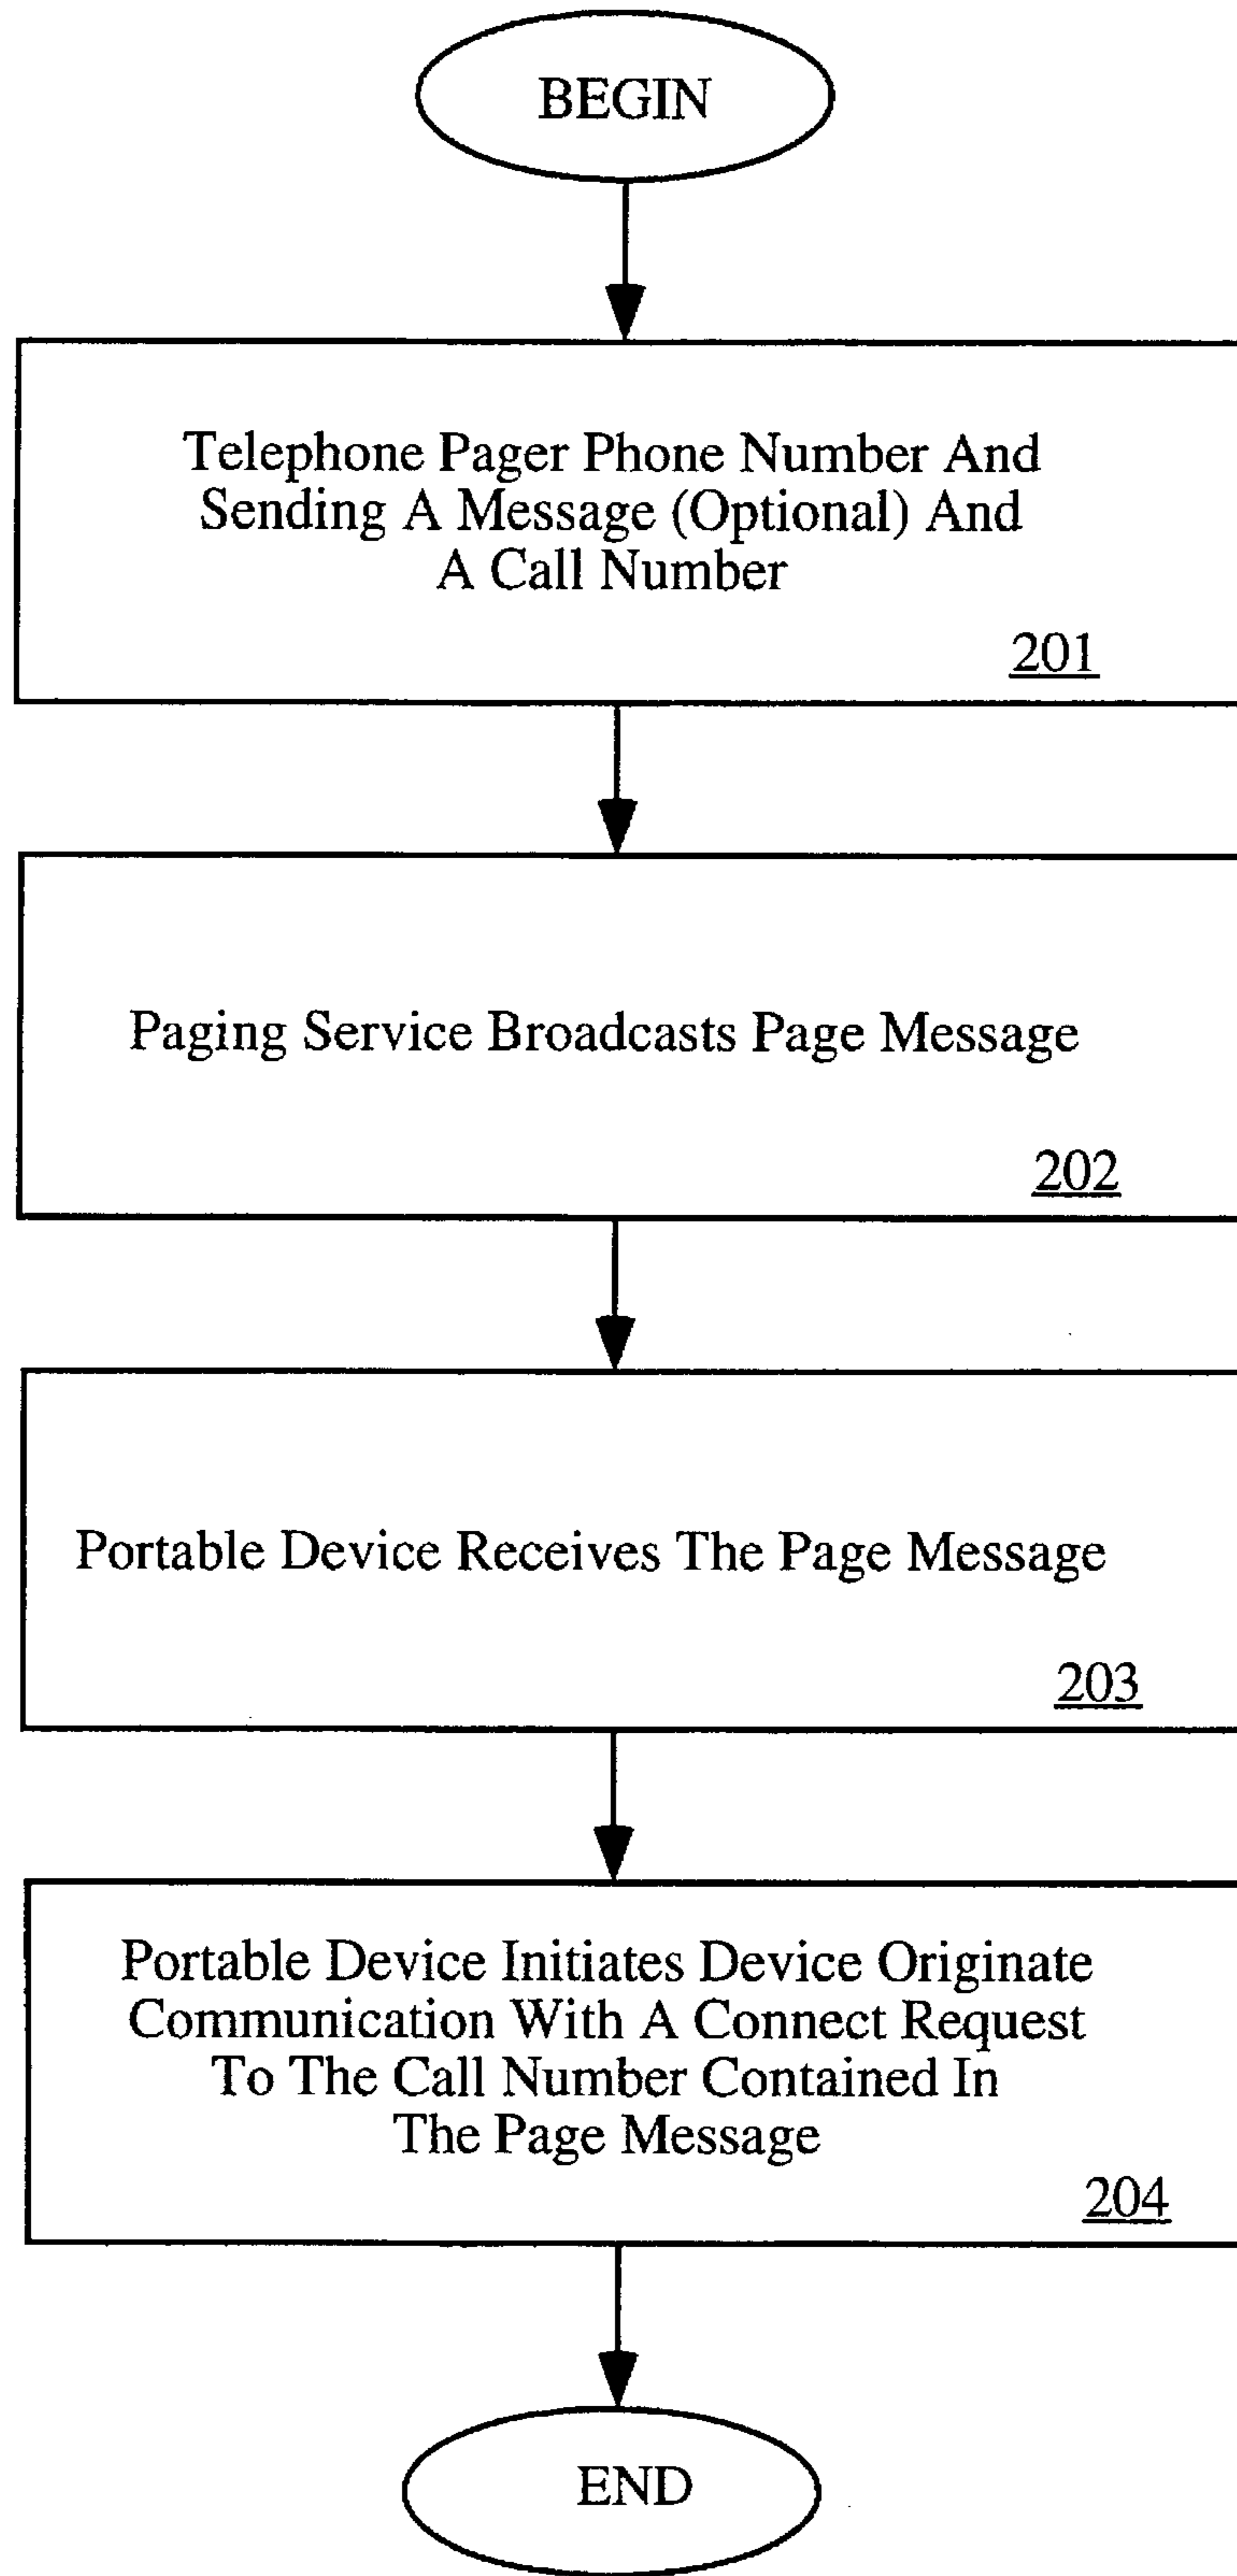 BEGIN
Telephone Pager Phone Number And
Sending A Message (Optional) And
A Call Number
201
Paging Service Broadcasts Page Message
202
Portable Device Receives The Page Message
203
Portable Device Initiates Device Originate
Communication With A Connect Request
To The Call Number Contained In
The Page Message
204
END